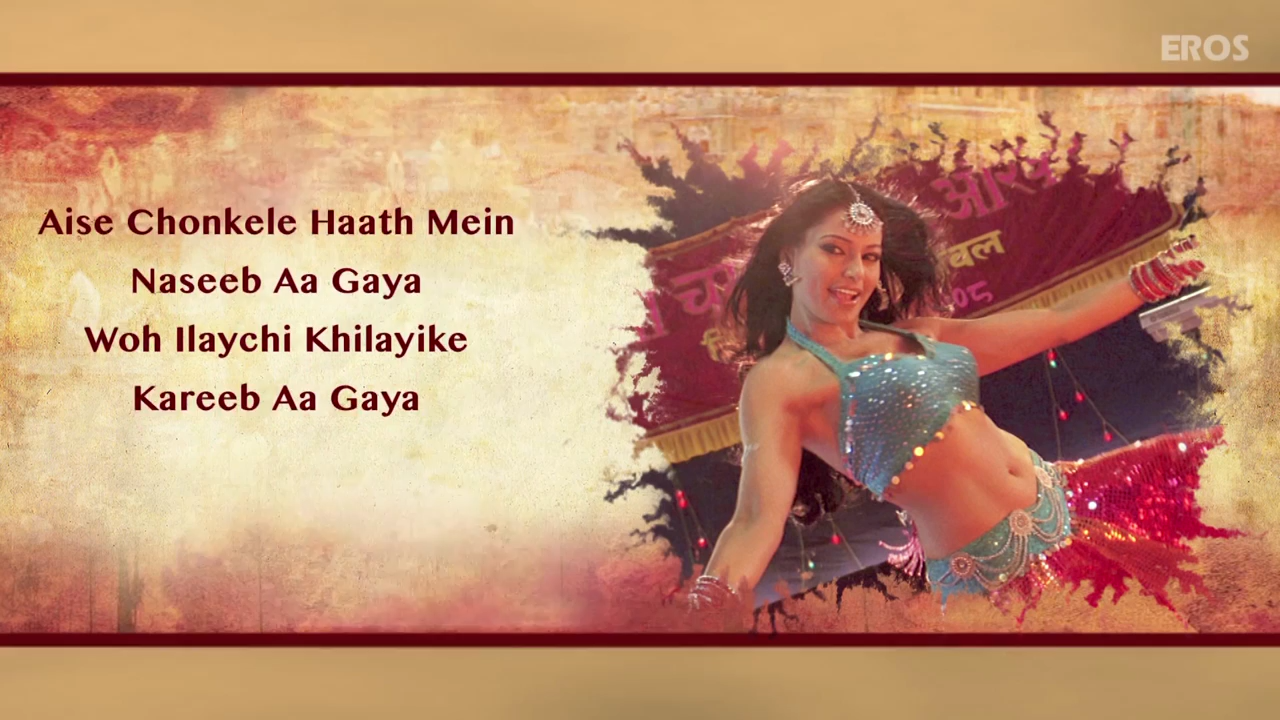 EROS
Aise Chonkele Haath Mein
Naseeb Aa Gaya
Woh Ilaychi Khilayike
Kareeb Aa Gaya